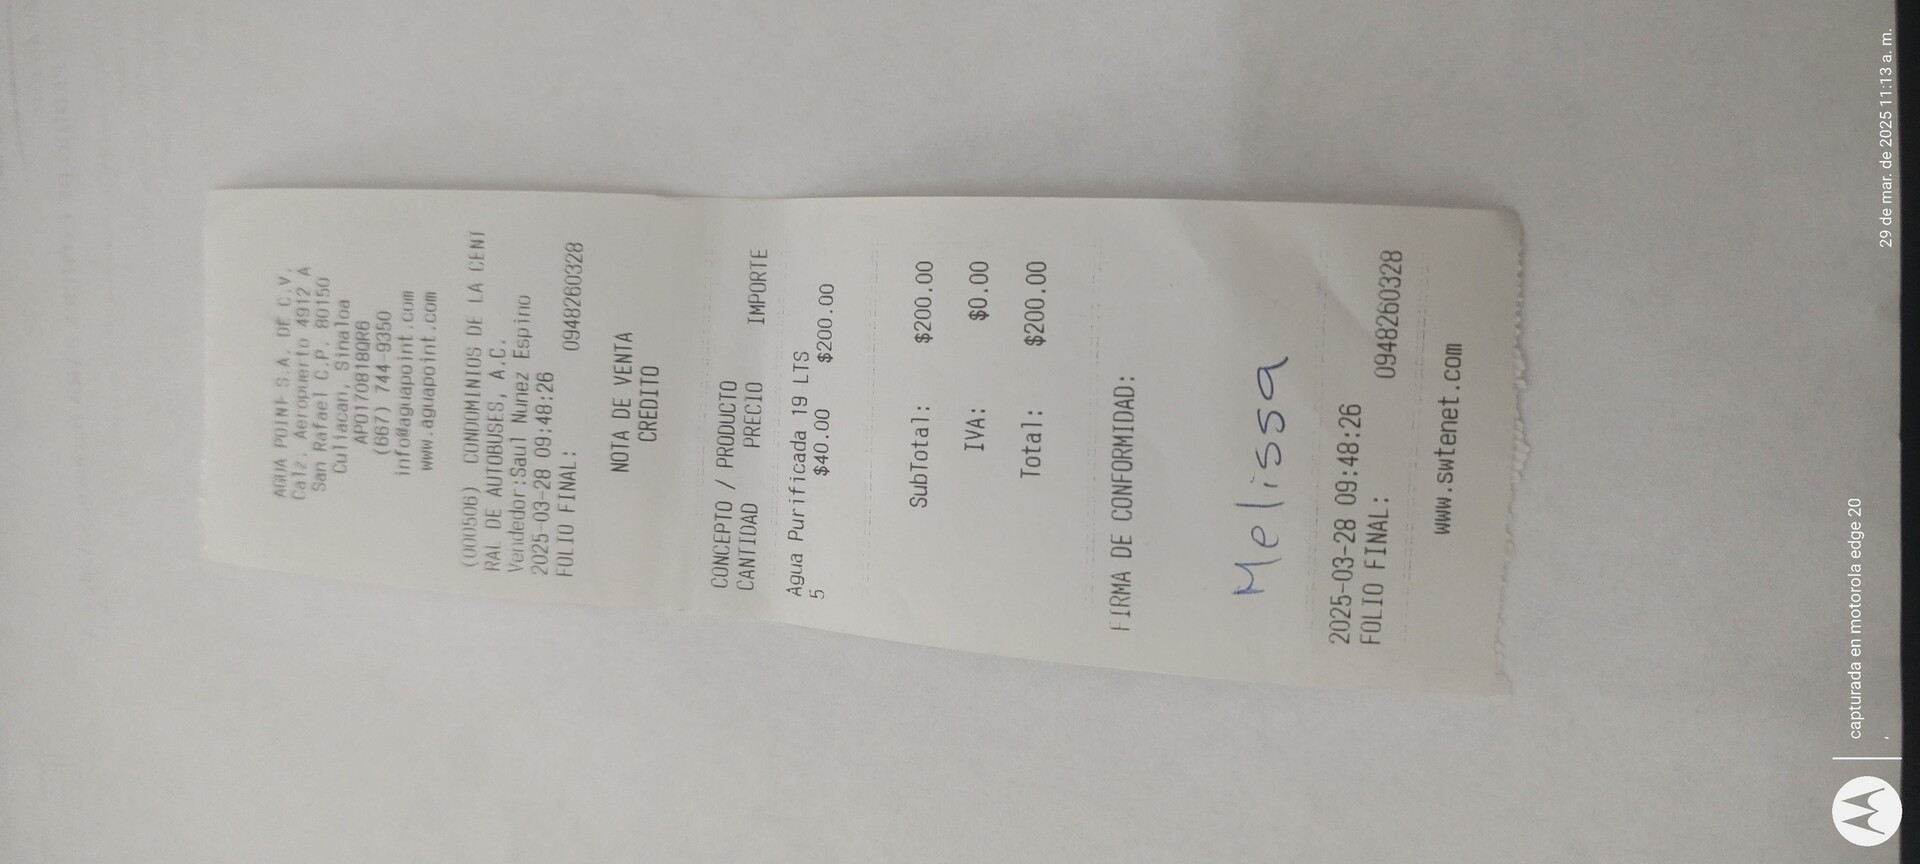 AGUA POINT S.A. DE C.V.
Calz. Aeropuerto 4912 A
San Rafael C.P. 80150
Culiacan, Sinaloa
APO170818QR6
(667) 744-9350
info@aguapoint.com
www.aguapoint.com
(000506) CONDOMINIOS DE LA CENT
RAL DE AUTOBUSES, A.C.
Vendedor:Saul Nunez Espino
2025-03-28 09:48:26
FOLIO FINAL: 0948260328
NOTA DE VENTA
CREDITO
CONCEPTO / PRODUCTO
CANTIDAD PRECIO IMPORTE
Agua Purificada 19 LTS
5 $40.00 $200.00
SubTotal: $200.00
IVA: $0.00
Total: $200.00
FIRMA DE CONFORMIDAD:
Melissa
2025-03-28 09:48:26
FOLIO FINAL: 0948260328
www.swtenet.com
capturada en motorola edge 20
29 de mar. de 2025 11:13 a. m.